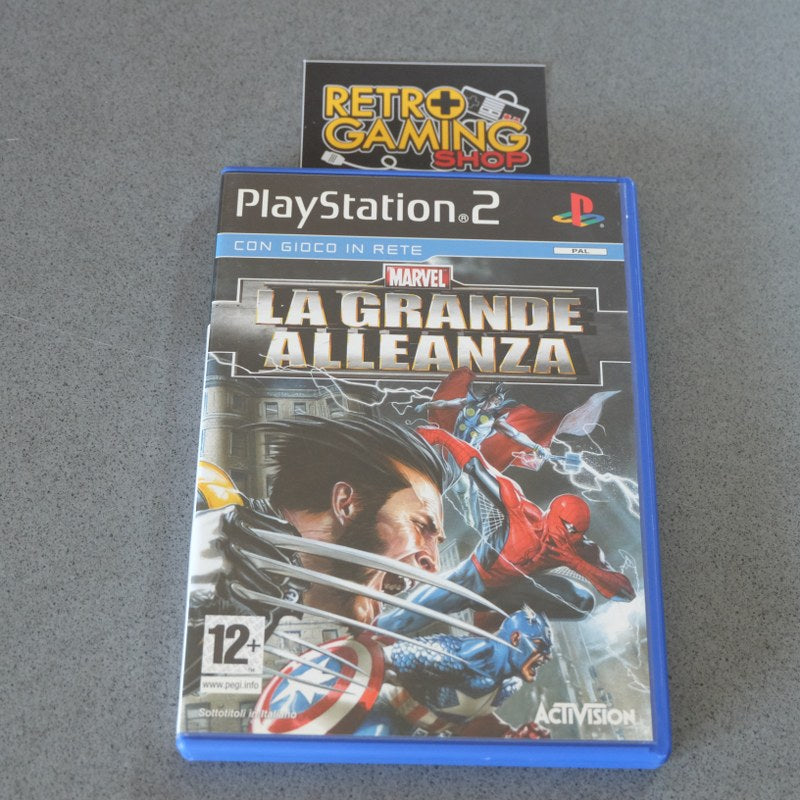 RETRO
GAMING
SHOP
PlayStation®2
CON GIOCO IN RETE
PAL
MARVEL
LA GRANDE
ALLEANZA
12+
www.pegi.info
Sottotitoli in Italiano
ACTIVISION